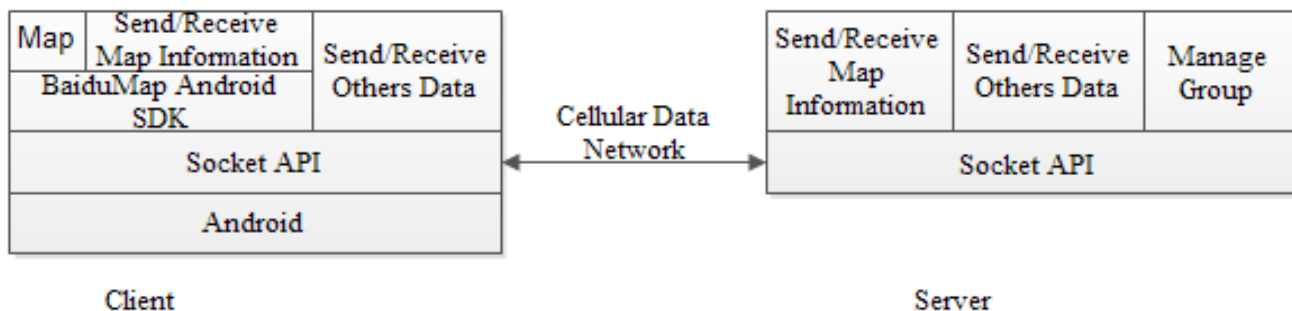 Map
Send/Receive
Map Information
BaiduMap Android
SDK
Send/Receive
Others Data
Socket API
Android
Client
Cellular Data
Network
Send/Receive
Map
Information
Send/Receive
Others Data
Manage
Group
Socket API
Server